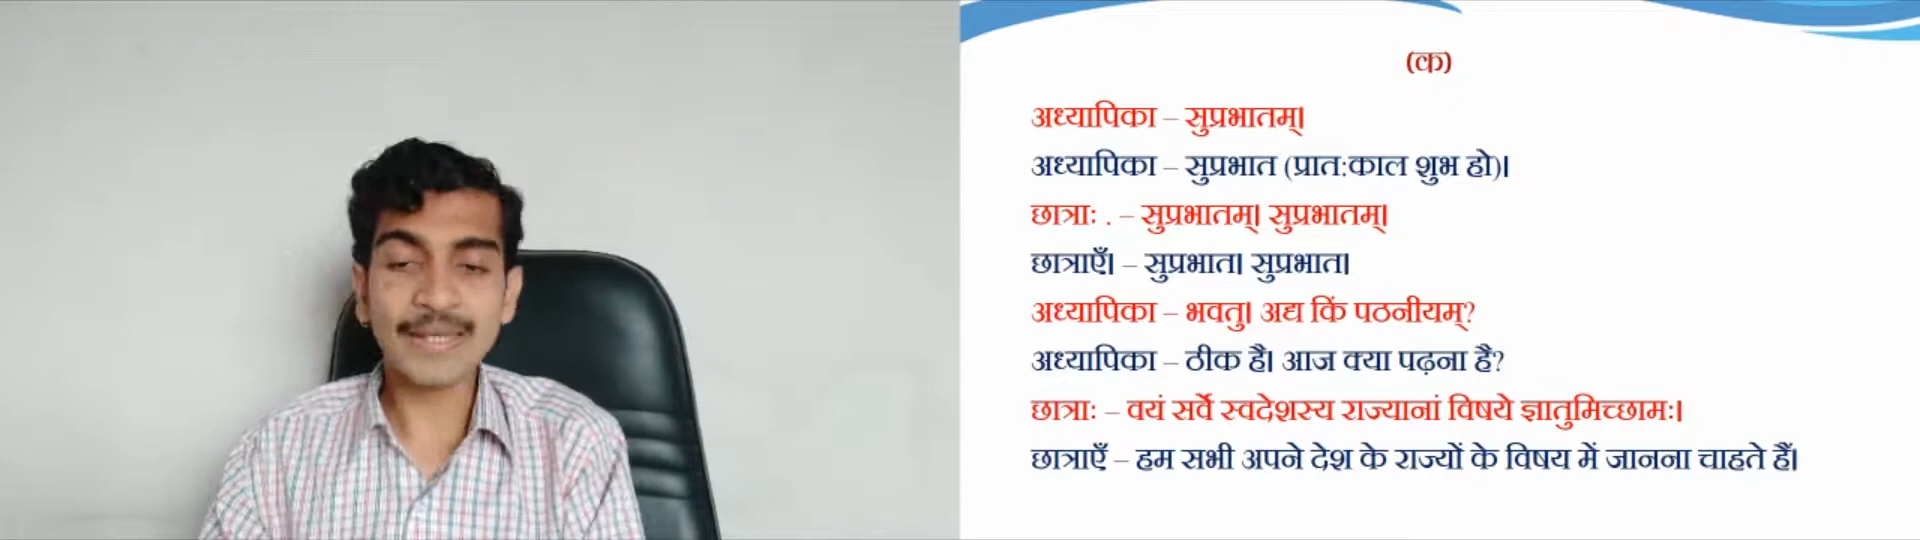 (क)
अध्यापिका – सुप्रभातम्।
अध्यापिका – सुप्रभात (प्रात:काल शुभ हो)।
छात्राः . – सुप्रभातम्। सुप्रभातम्।
छात्राएँ। – सुप्रभात। सुप्रभात।
अध्यापिका – भवतु। अद्य किं पठनीयम्?
अध्यापिका – ठीक है। आज क्या पढ़ना है?
छात्राः – वयं सर्वे स्वदेशस्य राज्यानां विषये ज्ञातुमिच्छामः।
छात्राएँ – हम सभी अपने देश के राज्यों के विषय में जानना चाहते हैं।